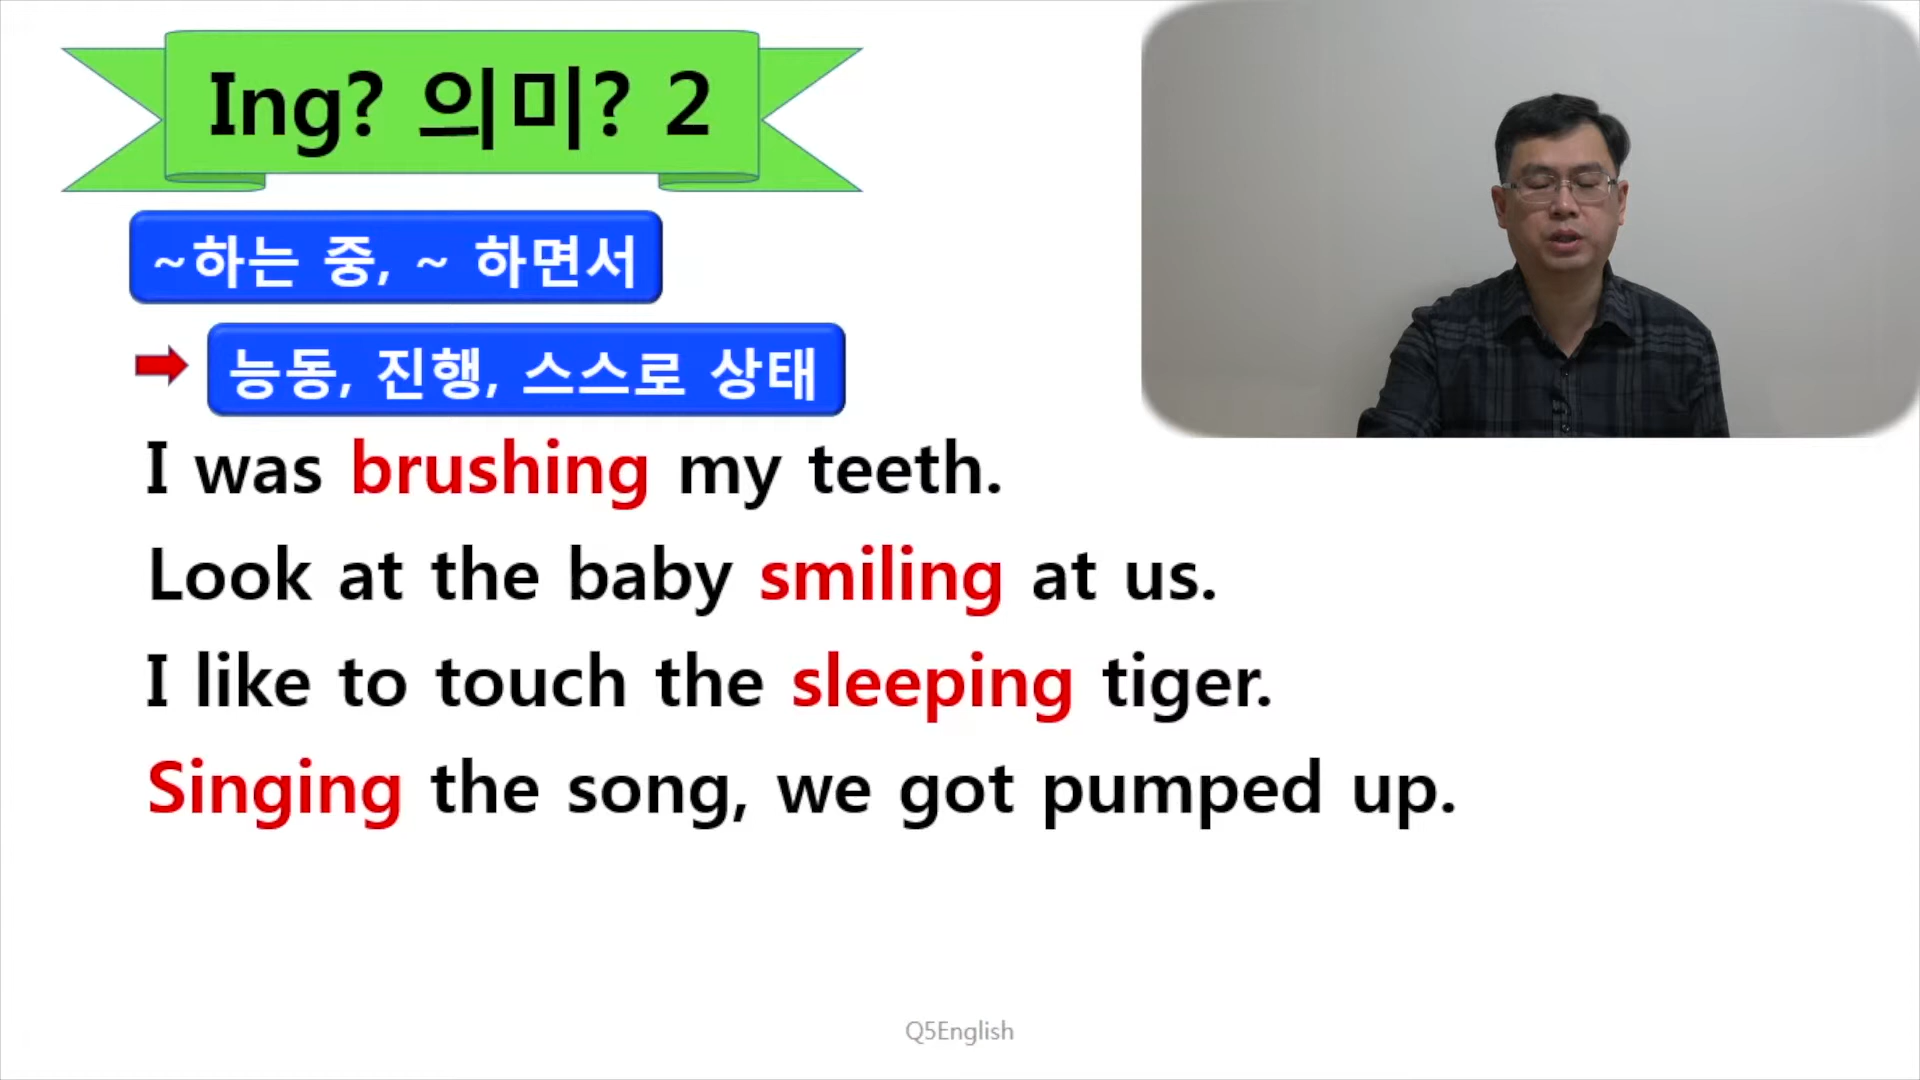 Ing? 의미? 2
~하는 중, ~ 하면서
능동, 진행, 스스로 상태
I was brushing my teeth.
Look at the baby smiling at us.
I like to touch the sleeping tiger.
Singing the song, we got pumped up.
Q5English